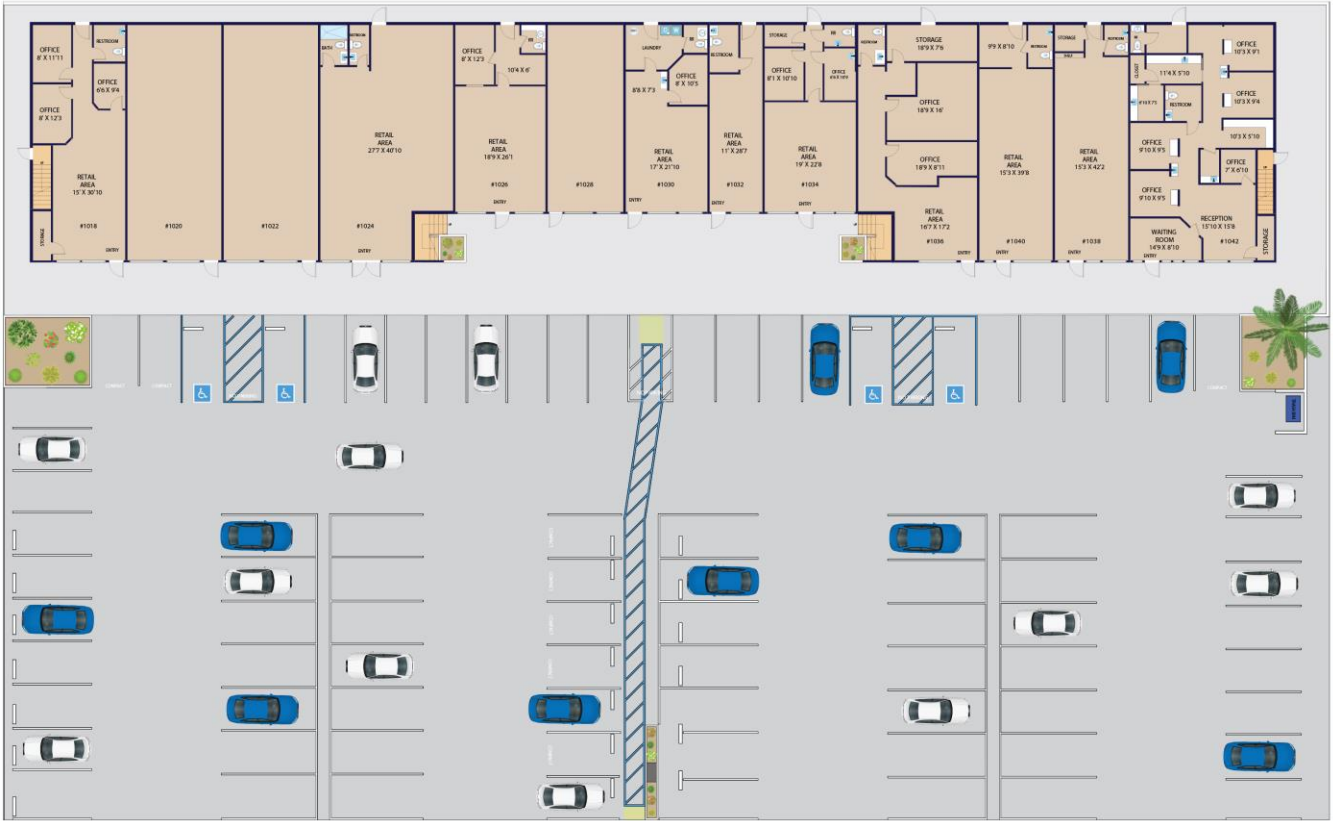 OFFICE
8' X 11'11
RESTROOM
OFFICE
6'6 X 9'4
OFFICE
8' X 12'3
RETAIL
AREA
15' X 30'10
#1018
STORAGE
ENTRY
#1020
#1022
BATH
RETAIL
AREA
27'7 X 40'10
#1024
ENTRY
OFFICE
8' X 12'3
10'4 X 6'
RETAIL
AREA
18'9 X 26'1
#1026
ENTRY
#1028
LAUNDRY
8'8 X 7'3
OFFICE
8' X 10'5
RETAIL
AREA
17' X 21'10
#1030
ENTRY
RESTROOM
RETAIL
AREA
11' X 26'7
#1032
ENTRY
STORAGE
RR
OFFICE
8'1 X 10'10
OFFICE
RETAIL
AREA
19' X 22'8
#1034
ENTRY
STORAGE
18'9 X 7'6
OFFICE
18'9 X 16'
OFFICE
18'9 X 8'11
RETAIL
AREA
16'7 X 17'2
#1036
ENTRY
9'9 X 8'10
RETAIL
AREA
15'3 X 39'8
#1040
ENTRY
STORAGE
RETAIL
AREA
15'3 X 42'2
#1038
ENTRY
CLOSET
11'4 X 5'10
RESTROOM
OFFICE
10'3 X 9'1
OFFICE
10'3 X 9'4
10'3 X 5'10
OFFICE
9'10 X 9'5
OFFICE
9'10 X 9'5
OFFICE
7' X 6'10
RECEPTION
15'10 X 15'8
#1042
WAITING
ROOM
14'9 X 8'10
ENTRY
STORAGE
COMPACT
COMPACT